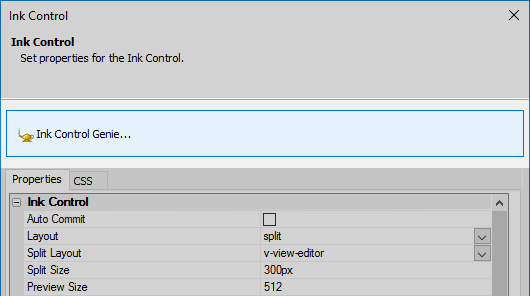 Ink Control
Ink Control
Set properties for the Ink Control.
Ink Control Genie...
Properties CSS
Ink Control
Auto Commit
Layout split
Split Layout v-view-editor
Split Size 300px
Preview Size 512